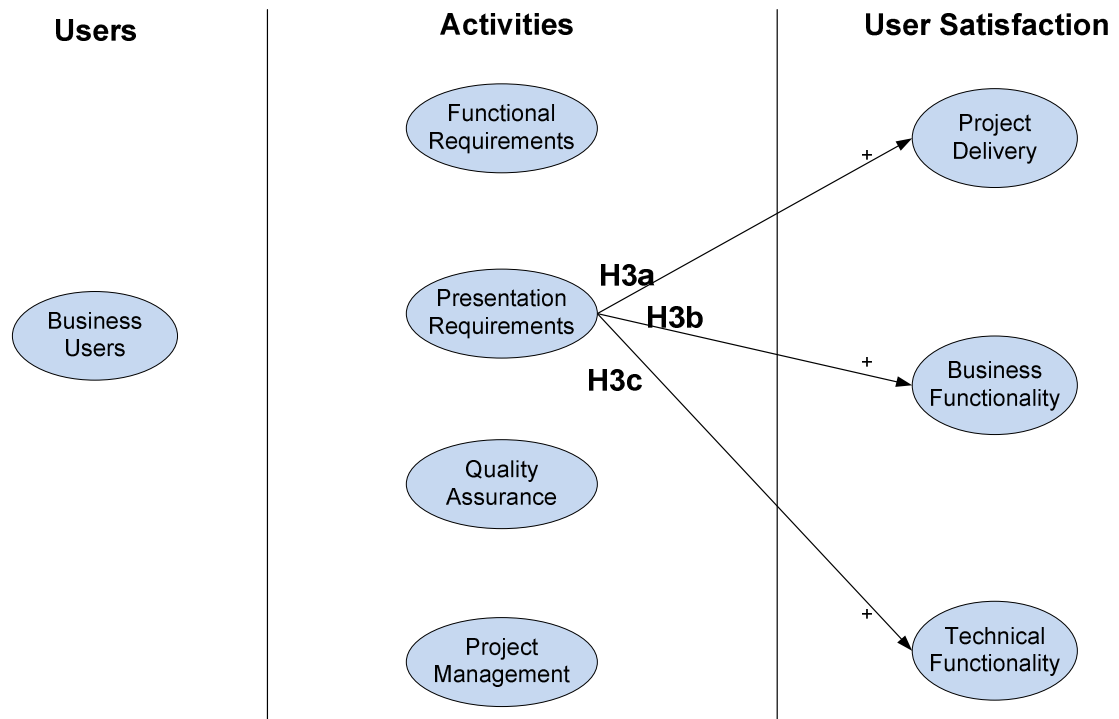 Users
Activities
User Satisfaction
Functional
Requirements
Project
Delivery
+
H3a
Presentation
Requirements
H3b
Business
Users
+
H3c
Business
Functionality
Quality
Assurance
+
Technical
Functionality
Project
Management